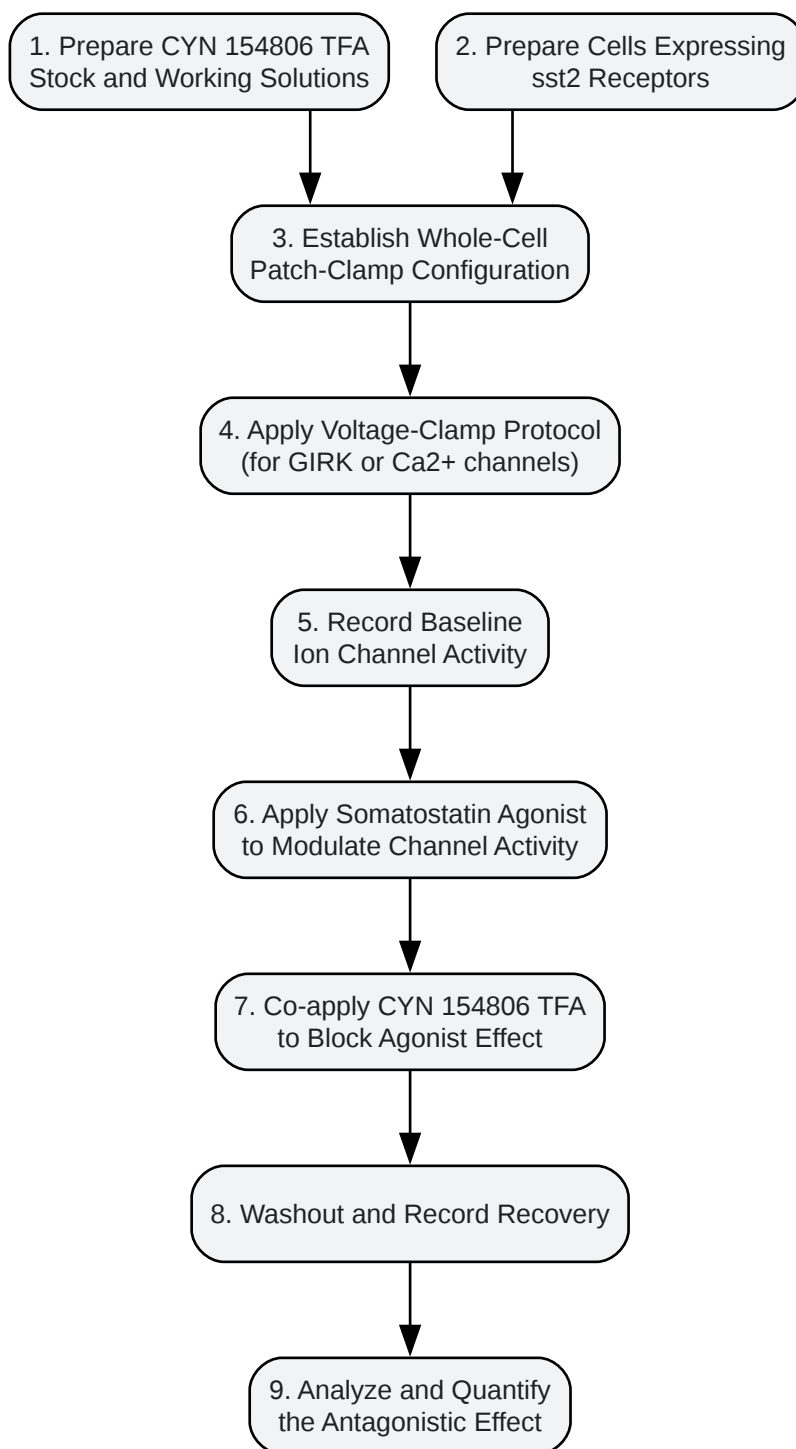 1. Prepare CYN 154806 TFA
Stock and Working Solutions
2. Prepare Cells Expressing
sst2 Receptors
3. Establish Whole-Cell
Patch-Clamp Configuration
4. Apply Voltage-Clamp Protocol
(for GIRK or Ca2+ channels)
5. Record Baseline
Ion Channel Activity
6. Apply Somatostatin Agonist
to Modulate Channel Activity
7. Co-apply CYN 154806 TFA
to Block Agonist Effect
8. Washout and Record Recovery
9. Analyze and Quantify
the Antagonistic Effect